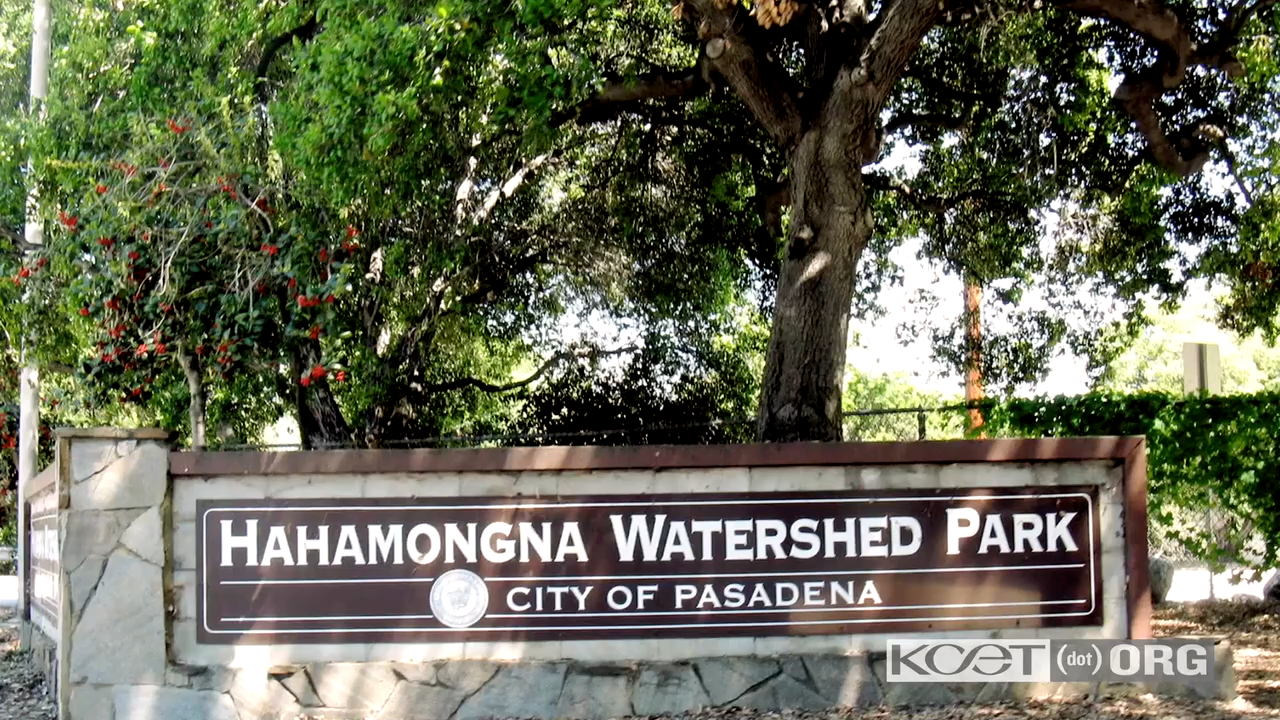 HAHAMONGNA WATERSHED PARK
CITY OF PASADENA
KCET (dot) ORG